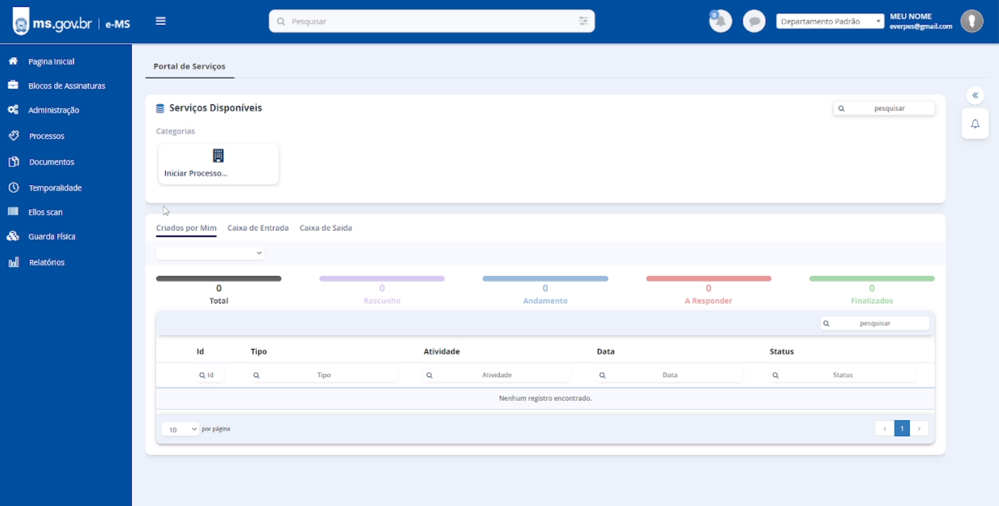 ms.gov.br | e-MS
Pesquisar
0
Departamento Padrão
MEU NOME
everpes@gmail.com
Pagina Inicial
Blocos de Assinaturas
Administração
Processos
Documentos
Temporalidade
Ellos scan
Guarda Física
Relatórios
Portal de Serviços
Serviços Disponíveis
pesquisar
Categorias
Iniciar Processo...
Criados por Mim Caixa de Entrada Caixa de Saida
0 0 0 0 0
Total Rascunho Andamento A Responder Finalizados
pesquisar
Id Tipo Atividade Data Status
Id Tipo Atividade Data Status
Nenhum registro encontrado.
10 por página
‹ 1 ›